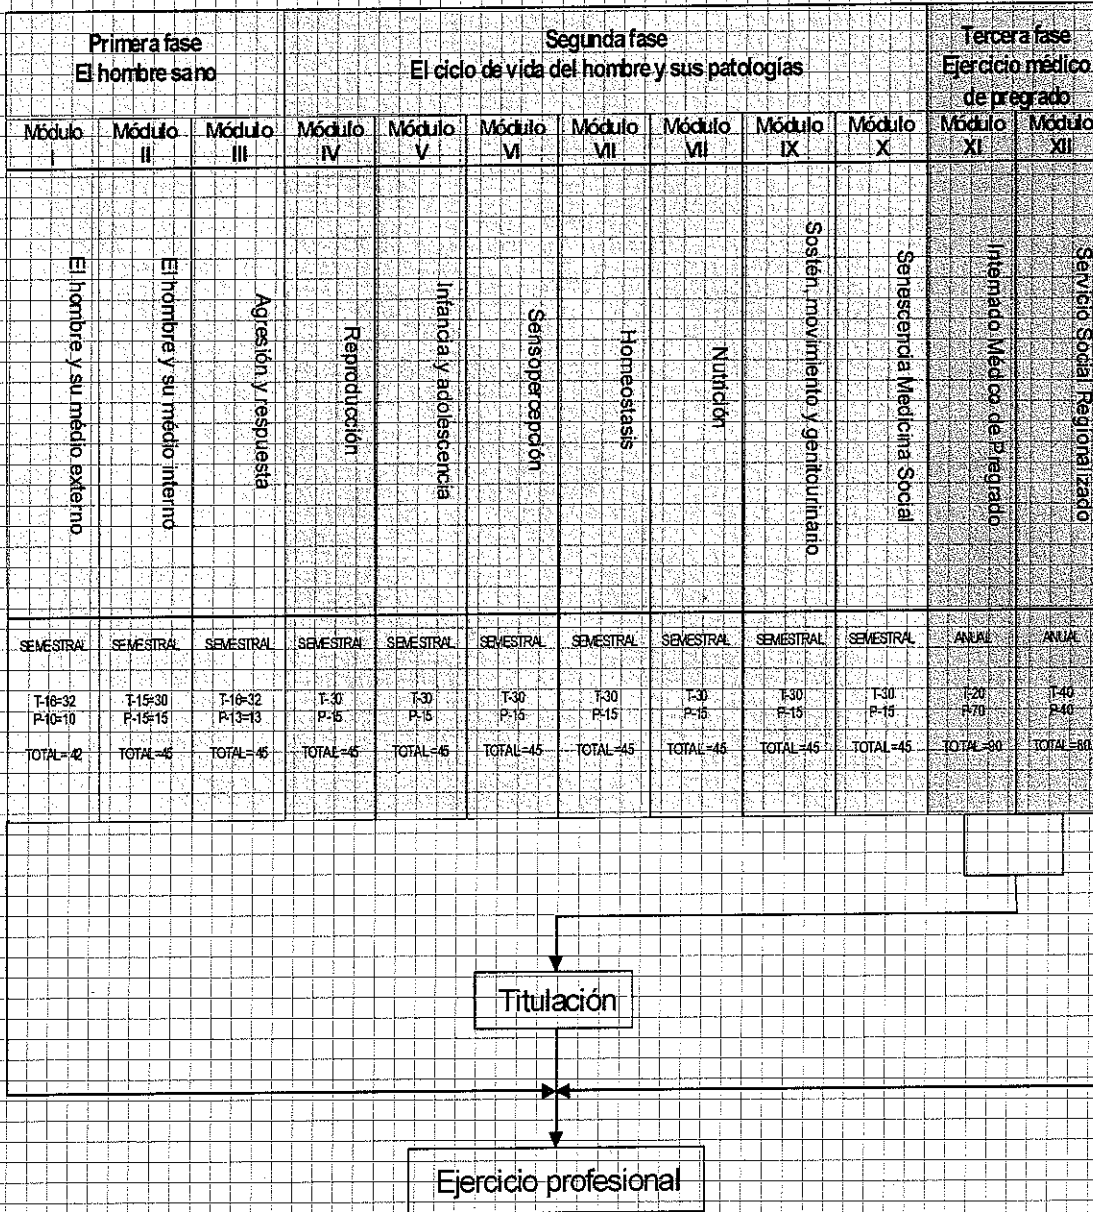 Primera fase
El hombre sano
Segunda fase
El ciclo de vida del hombre y sus patologías
Tercera fase
Ejercicio médico
de pregrado
Módulo I
Módulo II
Módulo III
Módulo IV
Módulo V
Módulo VI
Módulo VII
Módulo VII
Módulo IX
Módulo X
Módulo XI
Módulo XII
El hombre y su médio externo
El hombre y su médio interno
Agresión y respuesta
Reproducción
Infancia y adolescencia
Sensopercepción
Homeostasis
Nutrición
Sostén, movimiento y genitourinario
Senescencia Medicina Social
Internado Médico de Pregrado
Servicio Social Regionalizado
SEMESTRAL
T-16=32
P-10=10
TOTAL=42
SEMESTRAL
T-15=30
P-15=15
TOTAL=45
SEMESTRAL
T-16=32
P-13=13
TOTAL=45
SEMESTRAL
T-30
P-15
TOTAL=45
SEMESTRAL
T-30
P-15
TOTAL=45
SEMESTRAL
T-30
P-15
TOTAL=45
SEMESTRAL
T-30
P-15
TOTAL=45
SEMESTRAL
T-30
P-15
TOTAL=45
SEMESTRAL
T-30
P-15
TOTAL=45
SEMESTRAL
T-30
P-15
TOTAL=45
ANUAL
T-20
P-70
TOTAL=90
ANUAL
T-40
P-40
TOTAL=80
Titulación
Ejercicio profesional